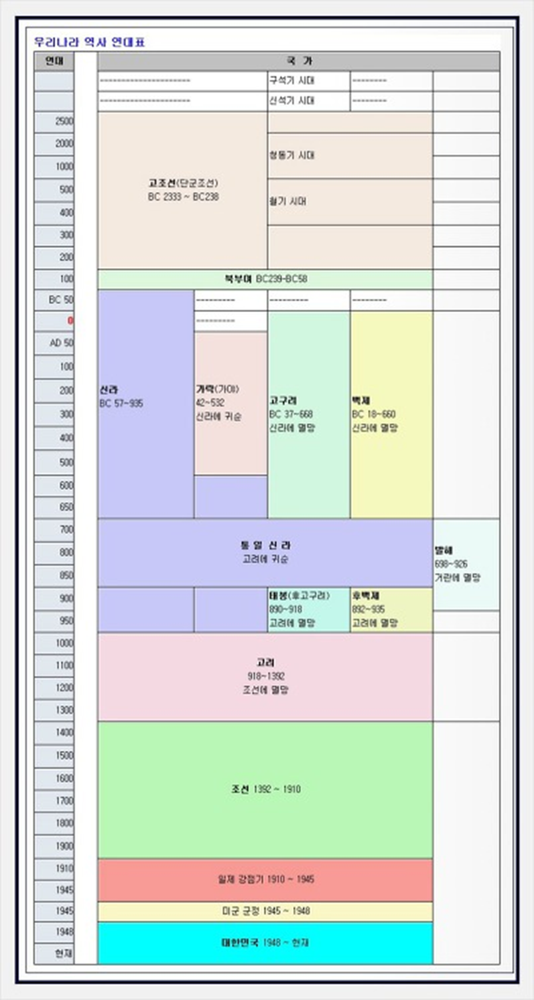 우리나라 역사 연대표
연대 국 가
--------------------- 구석기 시대 --------
--------------------- 신석기 시대 --------
2500
2000
청동기 시대
1000
고조선(단군조선)
BC 2333 ~ BC238
500
철기 시대
400
300
200
100 북부여 BC239-BC58
BC 50 --------- --------- --------
0 ---------
AD 50
100
200
신라
BC 57~935
가락(가야)
42~532
신라에 귀순
고구려
BC 37~668
신라에 멸망
백제
BC 18~660
신라에 멸망
300
400
500
600
650
700
800
850
통 일 신 라
고려에 귀순
발해
698~926
거란에 멸망
900
950
태봉(후고구려)
890~918
고려에 멸망
후백제
892~935
고려에 멸망
1000
1100
1200
1300
고려
918~1392
조선에 멸망
1400
1500
1600
조선 1392 ~ 1910
1700
1800
1900
1910
일제 강점기 1910 ~ 1945
1945
1945 미군 군정 1945 ~ 1948
1948
대한민국 1948 ~ 현재
현재